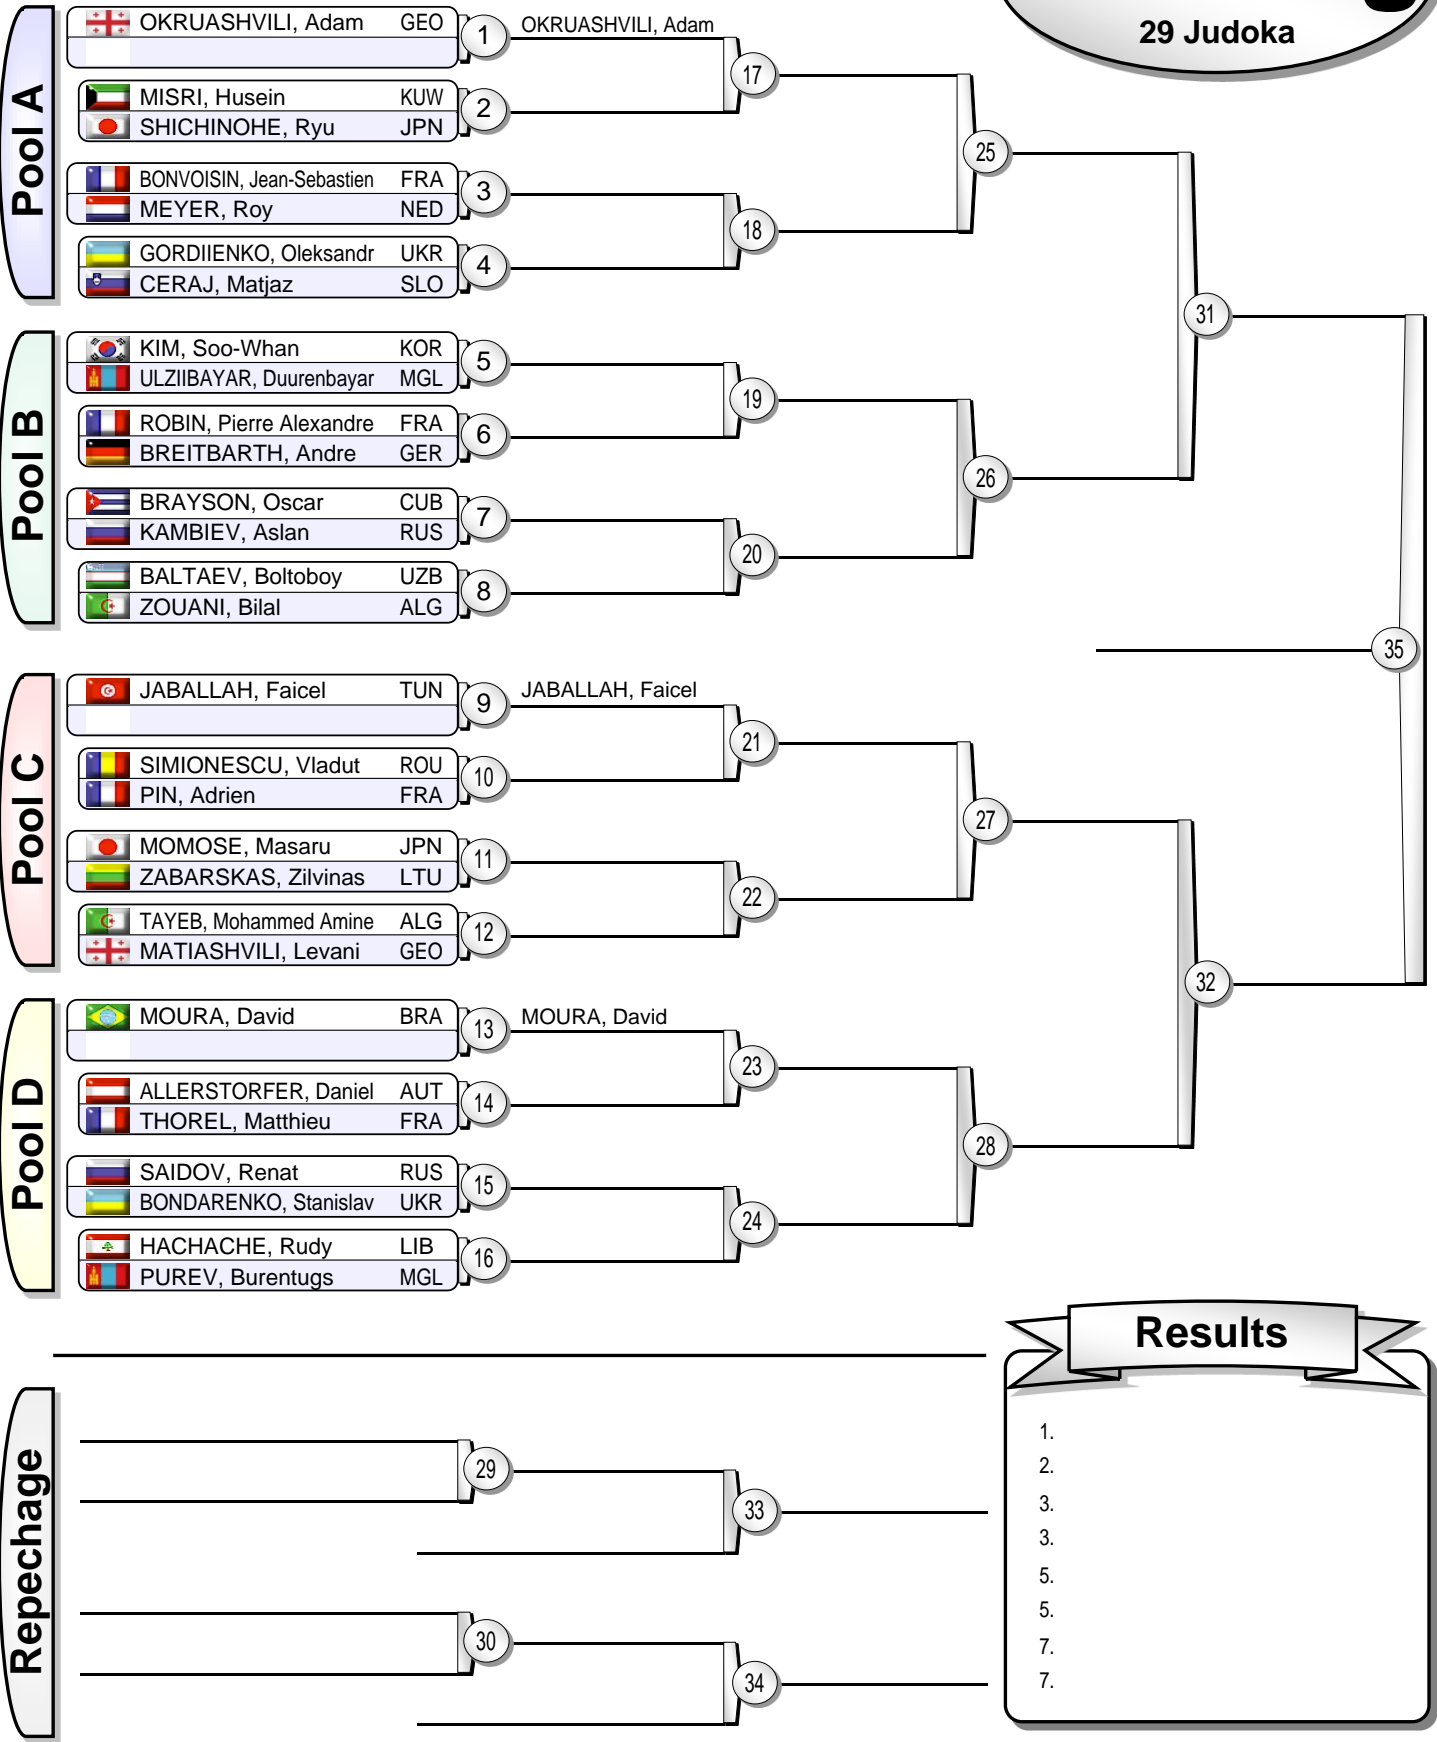 29 Judoka
Pool A
OKRUASHVILI, Adam GEO
1
OKRUASHVILI, Adam
17
MISRI, Husein KUW
2
SHICHINOHE, Ryu JPN
25
BONVOISIN, Jean-Sebastien FRA
3
MEYER, Roy NED
18
GORDIIENKO, Oleksandr UKR
4
CERAJ, Matjaz SLO
31
Pool B
KIM, Soo-Whan KOR
5
ULZIIBAYAR, Duurenbayar MGL
19
ROBIN, Pierre Alexandre FRA
6
BREITBARTH, Andre GER
26
BRAYSON, Oscar CUB
7
KAMBIEV, Aslan RUS
20
BALTAEV, Boltoboy UZB
8
ZOUANI, Bilal ALG
35
Pool C
JABALLAH, Faicel TUN
9
JABALLAH, Faicel
21
SIMIONESCU, Vladut ROU
10
PIN, Adrien FRA
27
MOMOSE, Masaru JPN
11
ZABARSKAS, Zilvinas LTU
22
TAYEB, Mohammed Amine ALG
12
MATIASHVILI, Levani GEO
32
Pool D
MOURA, David BRA
13
MOURA, David
23
ALLERSTORFER, Daniel AUT
14
THOREL, Matthieu FRA
28
SAIDOV, Renat RUS
15
BONDARENKO, Stanislav UKR
24
HACHACHE, Rudy LIB
16
PUREV, Burentugs MGL
Repechage
29
33
30
34
Results
1.
2.
3.
3.
5.
5.
7.
7.